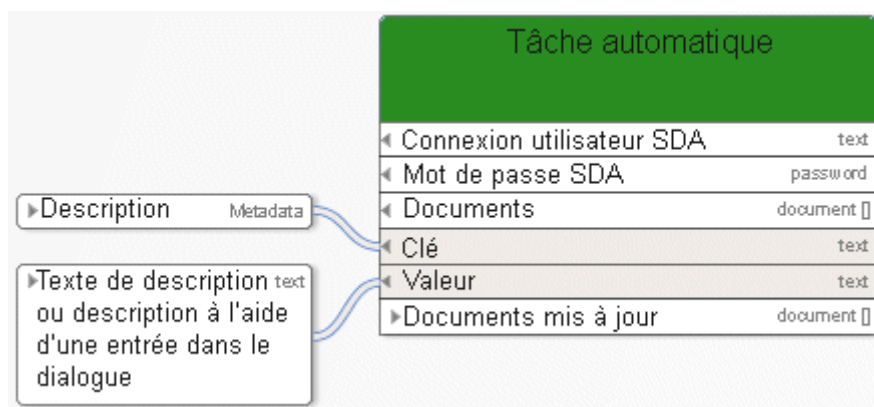 Tâche automatique
Connexion utilisateur SDA text
Mot de passe SDA password
Documents document []
Clé text
Valeur text
Documents mis à jour document []
Description Metadata
Texte de description text
ou description à l'aide
d'une entrée dans le
dialogue